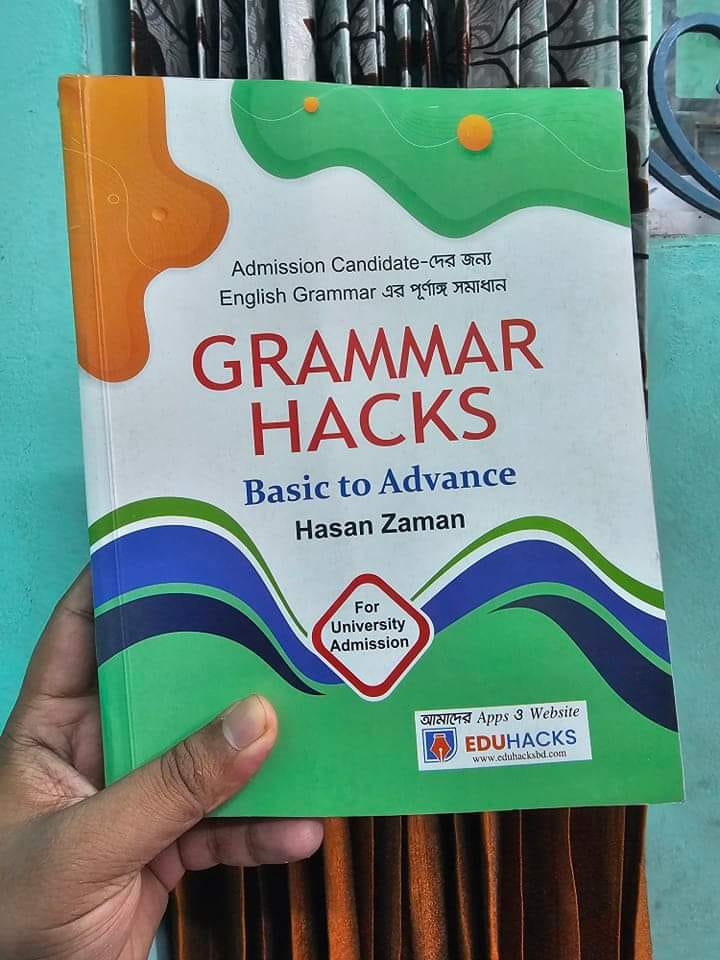 Admission Candidate-দের জন্য
English Grammar এর পূর্ণাঙ্গ সমাধান
GRAMMAR
HACKS
Basic to Advance
Hasan Zaman
For
University
Admission
আমাদের Apps ও Website
EDUHACKS
www.eduhacksbd.com